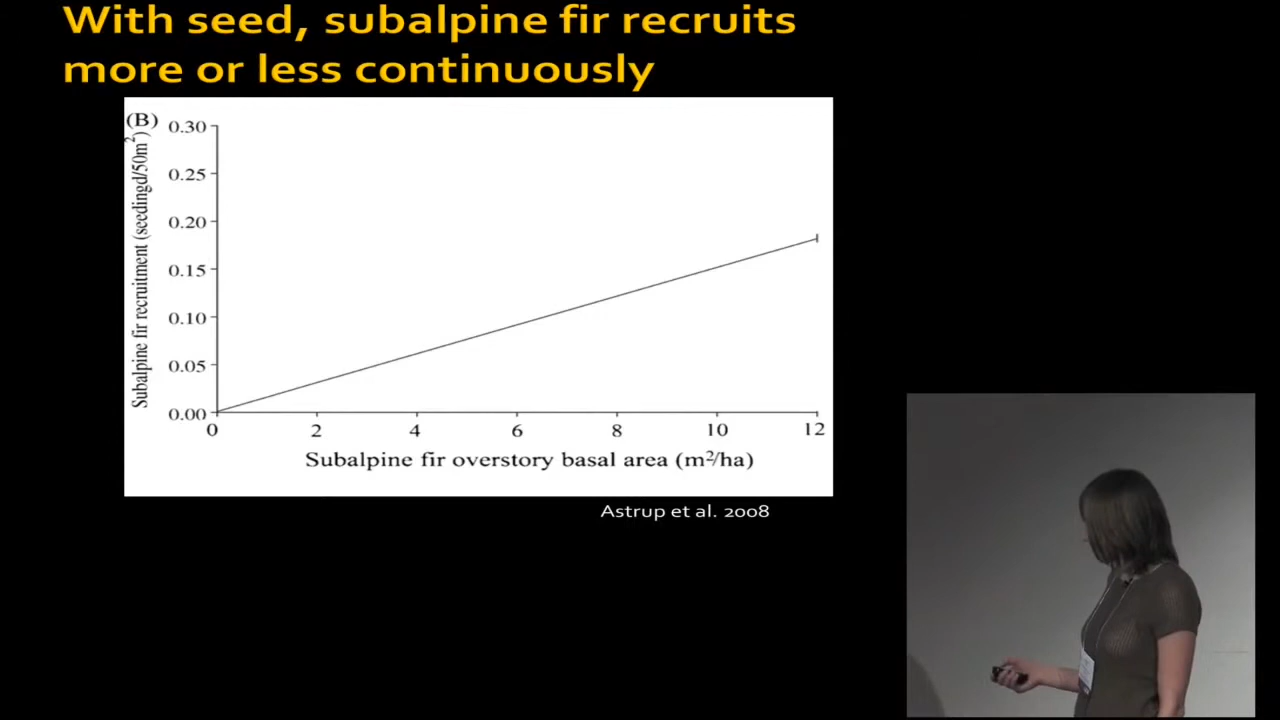 With seed, subalpine fir recruits
more or less continuously
(B)
Subalpine fir recruitment (seedingd/50m²)
0.30
0.25
0.20
0.15
0.10
0.05
0.00
0 2 4 6 8 10 12
Subalpine fir overstory basal area (m²/ha)
Astrup et al. 2008